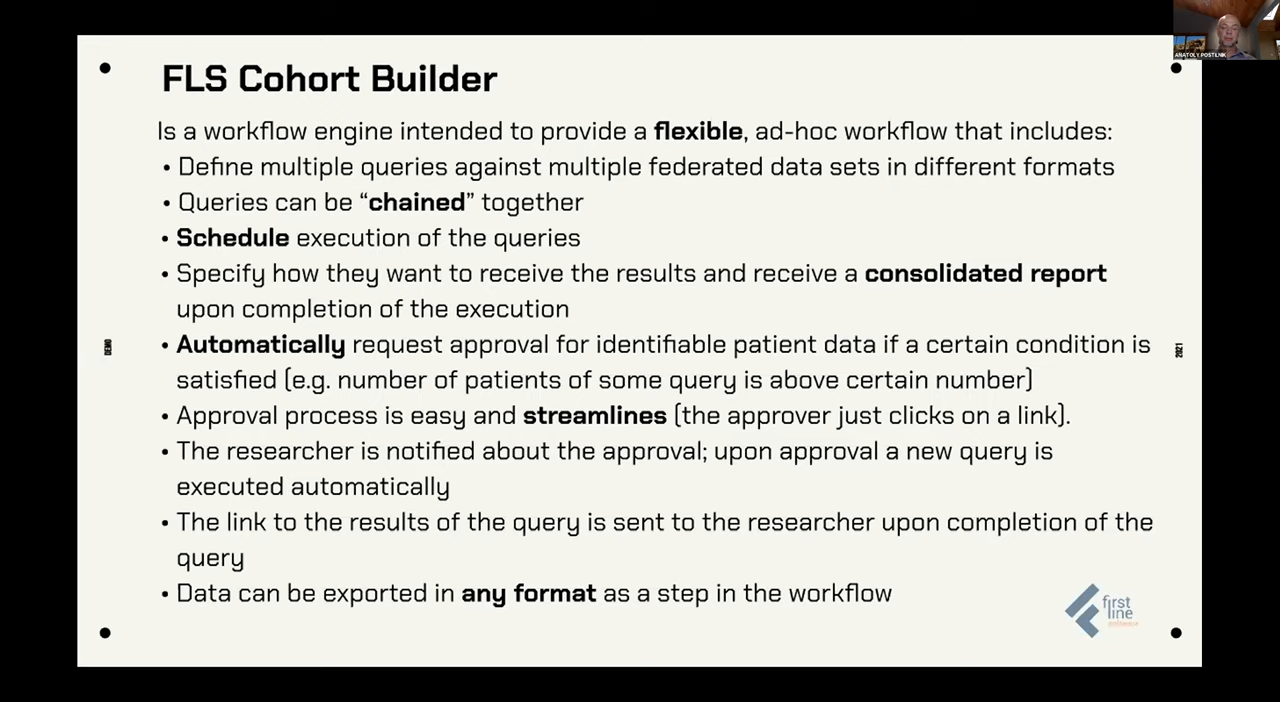 ANATOLY POSTILNIK
FLS Cohort Builder
Is a workflow engine intended to provide a flexible, ad-hoc workflow that includes:
• Define multiple queries against multiple federated data sets in different formats
• Queries can be “chained” together
• Schedule execution of the queries
• Specify how they want to receive the results and receive a consolidated report
upon completion of the execution
• Automatically request approval for identifiable patient data if a certain condition is
satisfied (e.g. number of patients of some query is above certain number)
• Approval process is easy and streamlines (the approver just clicks on a link).
• The researcher is notified about the approval; upon approval a new query is
executed automatically
• The link to the results of the query is sent to the researcher upon completion of the
query
• Data can be exported in any format as a step in the workflow
DEMO
2021
first
line
software